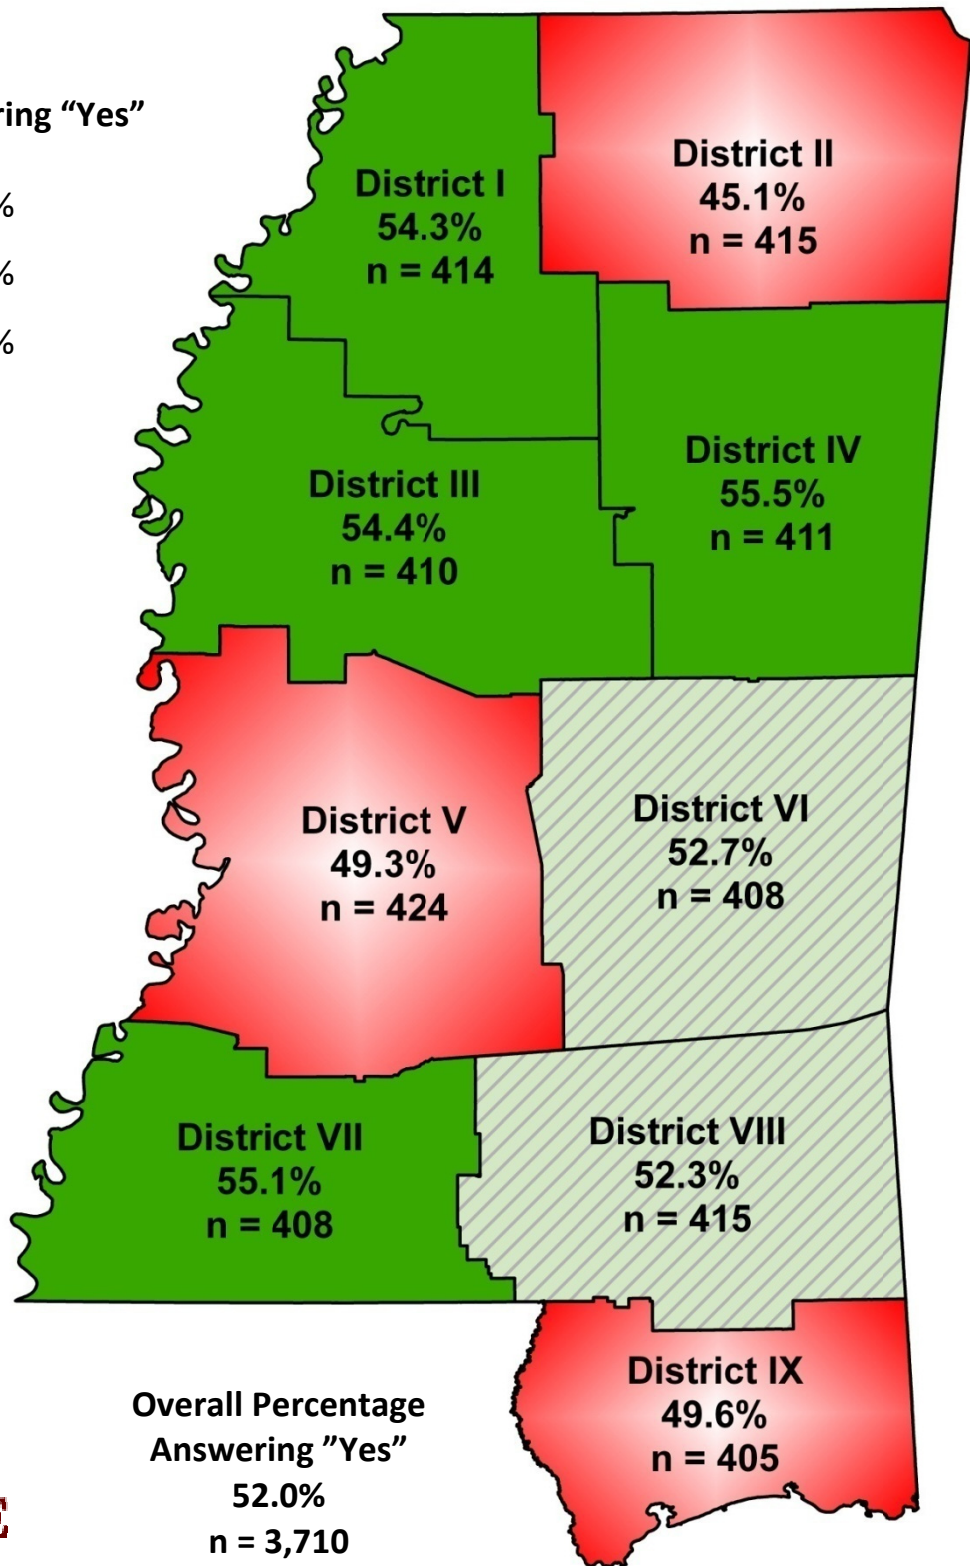 “Yes”
%
%
%
District I
54.3%
n = 414
District II
45.1%
n = 415
District III
54.4%
n = 410
District IV
55.5%
n = 411
District V
49.3%
n = 424
District VI
52.7%
n = 408
District VII
55.1%
n = 408
District VIII
52.3%
n = 415
District IX
49.6%
n = 405
Overall Percentage
Answering ”Yes”
52.0%
n = 3,710